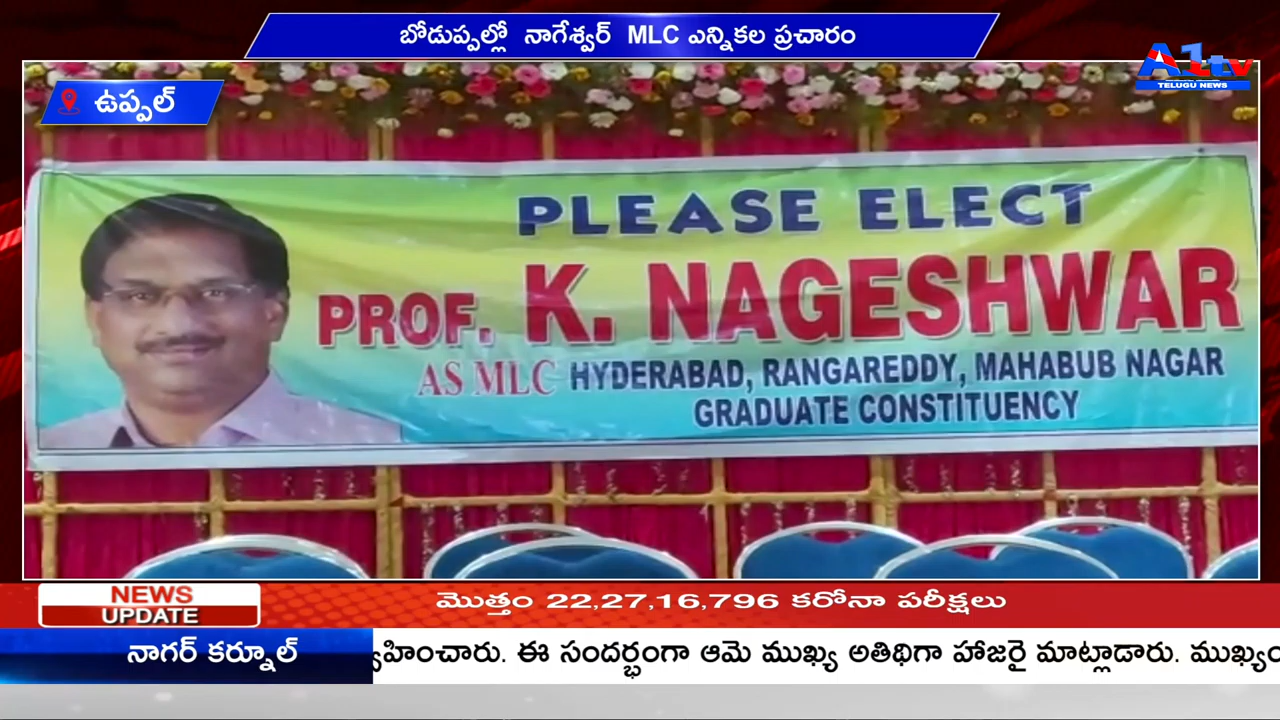 బోడుప్పల్లో నాగేశ్వర్ MLC ఎన్నికల ప్రచారం
A1tv
TELUGU NEWS
ఉప్పల్
PLEASE ELECT
PROF. K. NAGESHWAR
AS MLC HYDERABAD, RANGAREDDY, MAHABUB NAGAR
GRADUATE CONSTITUENCY
NEWS
UPDATE
మొత్తం 22,27,16,796 కరోనా పరీక్షలు
నాగర్ కర్నూల్
ఈ సందర్భంగా ఆమె ముఖ్య అతిథిగా హాజరై మాట్లాడారు.